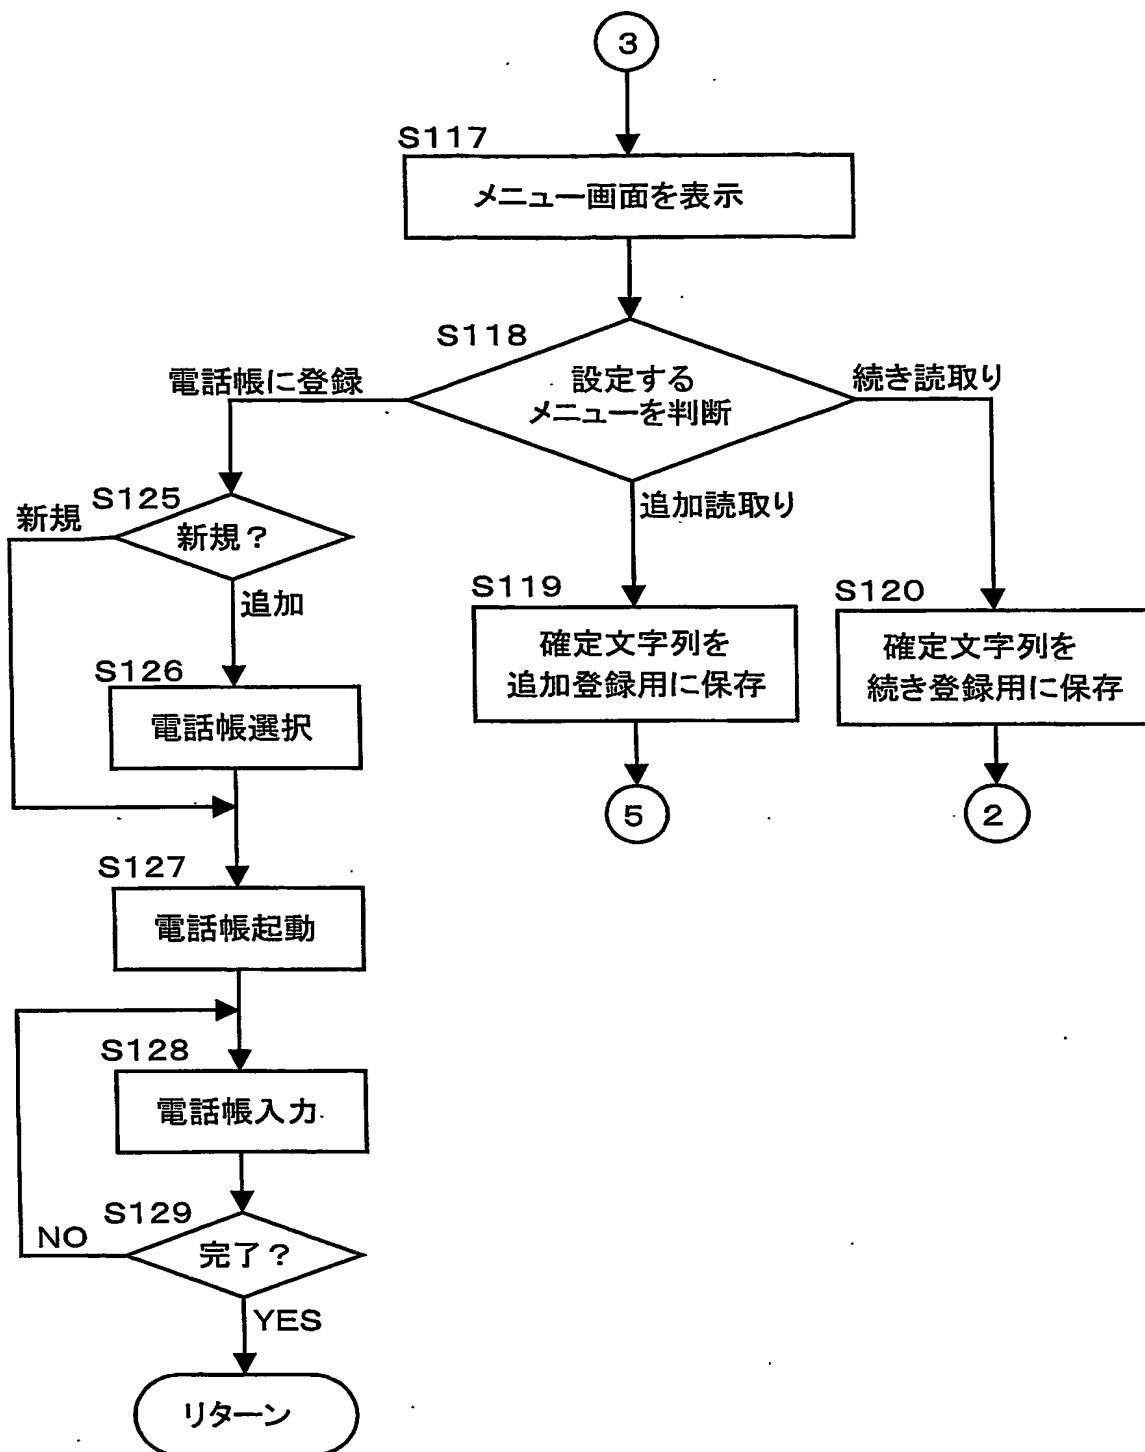 3
S117
メニュー画面を表示
S118
設定する
メニューを判断
電話帳に登録
続き読取り
追加読取り
S125
新規
新規？
追加
S119
確定文字列を
追加登録用に保存
S120
確定文字列を
続き登録用に保存
S126
電話帳選択
5
2
S127
電話帳起動
S128
電話帳入力
S129
NO
完了？
YES
リターン